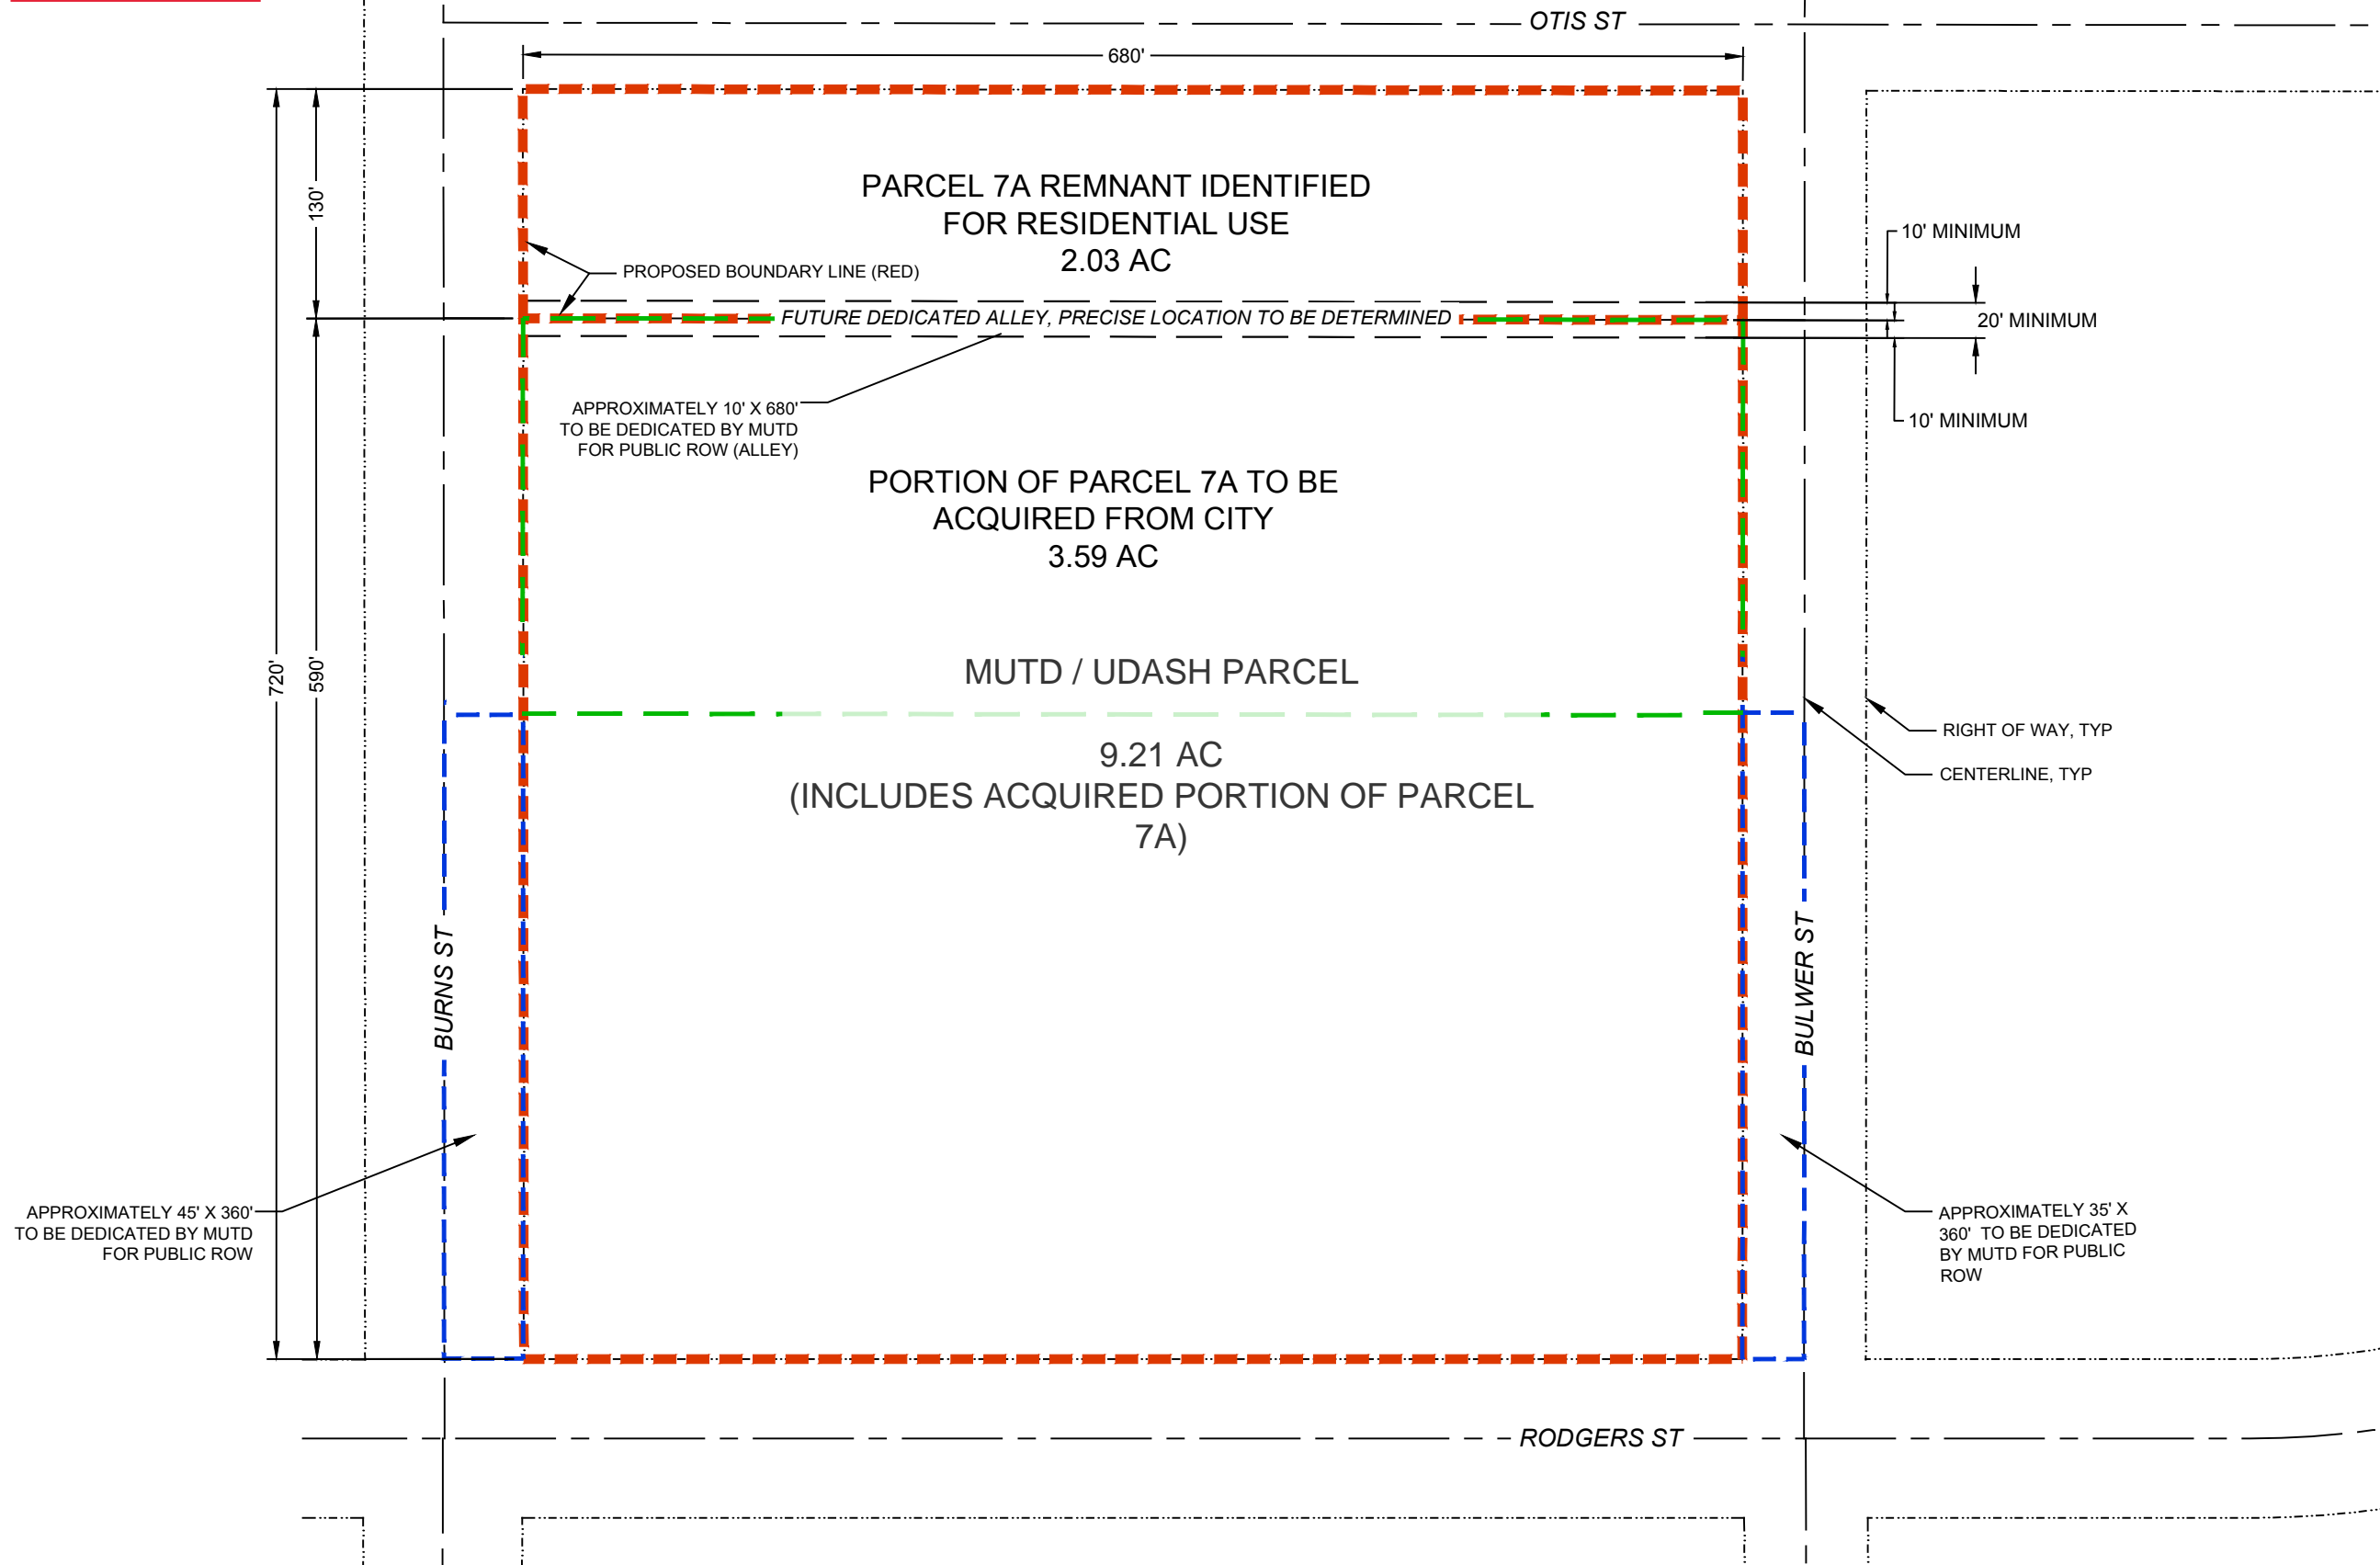 OTIS ST
680'
PARCEL 7A REMNANT IDENTIFIED
FOR RESIDENTIAL USE
2.03 AC
130'
10' MINIMUM
PROPOSED BOUNDARY LINE (RED)
FUTURE DEDICATED ALLEY, PRECISE LOCATION TO BE DETERMINED
20' MINIMUM
APPROXIMATELY 10' X 680'
TO BE DEDICATED BY MUTD
FOR PUBLIC ROW (ALLEY)
10' MINIMUM
PORTION OF PARCEL 7A TO BE
ACQUIRED FROM CITY
3.59 AC
720'
590'
MUTD / UDASH PARCEL
9.21 AC
(INCLUDES ACQUIRED PORTION OF PARCEL
7A)
RIGHT OF WAY, TYP
CENTERLINE, TYP
BURNS ST
BULWER ST
APPROXIMATELY 45' X 360'
TO BE DEDICATED BY MUTD
FOR PUBLIC ROW
APPROXIMATELY 35' X
360' TO BE DEDICATED
BY MUTD FOR PUBLIC
ROW
RODGERS ST